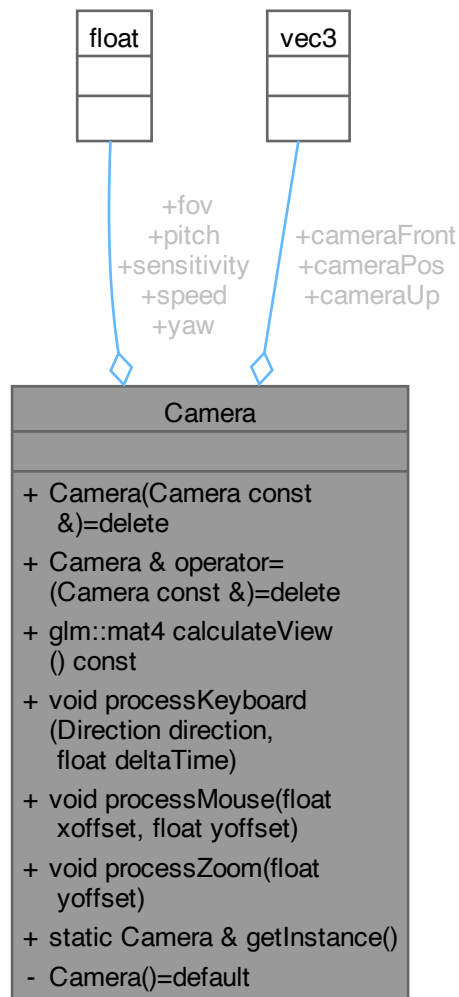 float
vec3
+fov
+pitch
+sensitivity
+speed
+yaw
+cameraFront
+cameraPos
+cameraUp
Camera
+ Camera(Camera const
&)=delete
+ Camera & operator=
(Camera const &)=delete
+ glm::mat4 calculateView
() const
+ void processKeyboard
(Direction direction,
float deltaTime)
+ void processMouse(float
xoffset, float yoffset)
+ void processZoom(float
yoffset)
+ static Camera & getInstance()
- Camera()=default